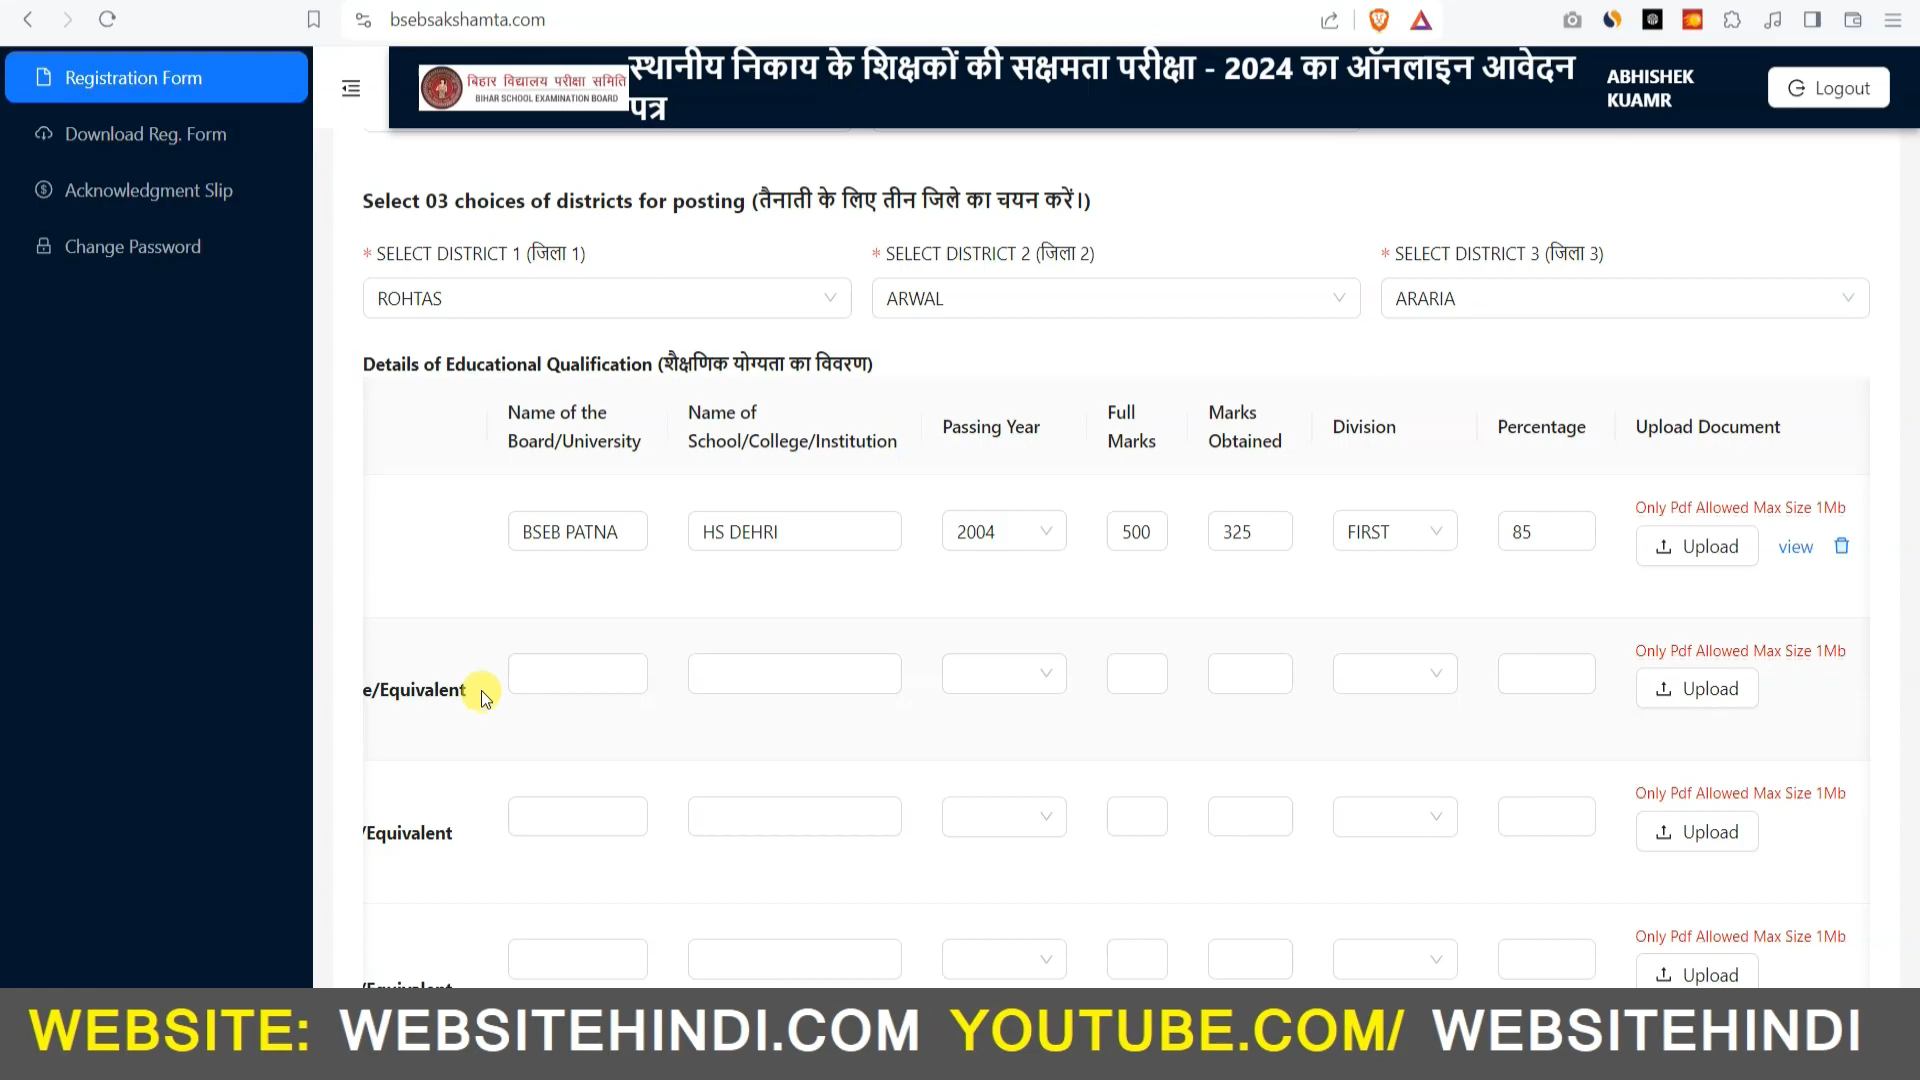 bsebsakshamta.com
Registration Form
Download Reg. Form
Acknowledgment Slip
Change Password
बिहार विद्यालय परीक्षा समिति
BIHAR SCHOOL EXAMINATION BOARD
स्थानीय निकाय के शिक्षकों की सक्षमता परीक्षा - 2024 का ऑनलाइन आवेदन
पत्र
ABHISHEK
KUAMR
Logout
Select 03 choices of districts for posting (तैनाती के लिए तीन जिले का चयन करें।)
* SELECT DISTRICT 1 (जिला 1) * SELECT DISTRICT 2 (जिला 2) * SELECT DISTRICT 3 (जिला 3)
ROHTAS ARWAL ARARIA
Details of Educational Qualification (शैक्षणिक योग्यता का विवरण)
Name of the Board/University Name of School/College/Institution Passing Year Full Marks Marks Obtained Division Percentage Upload Document
Only Pdf Allowed Max Size 1Mb
BSEB PATNA HS DEHRI 2004 500 325 FIRST 85 Upload view
Only Pdf Allowed Max Size 1Mb
e/Equivalent Upload
Only Pdf Allowed Max Size 1Mb
/Equivalent Upload
Only Pdf Allowed Max Size 1Mb
/Equivalent Upload
WEBSITE: WEBSITEHINDI.COM YOUTUBE.COM/ WEBSITEHINDI